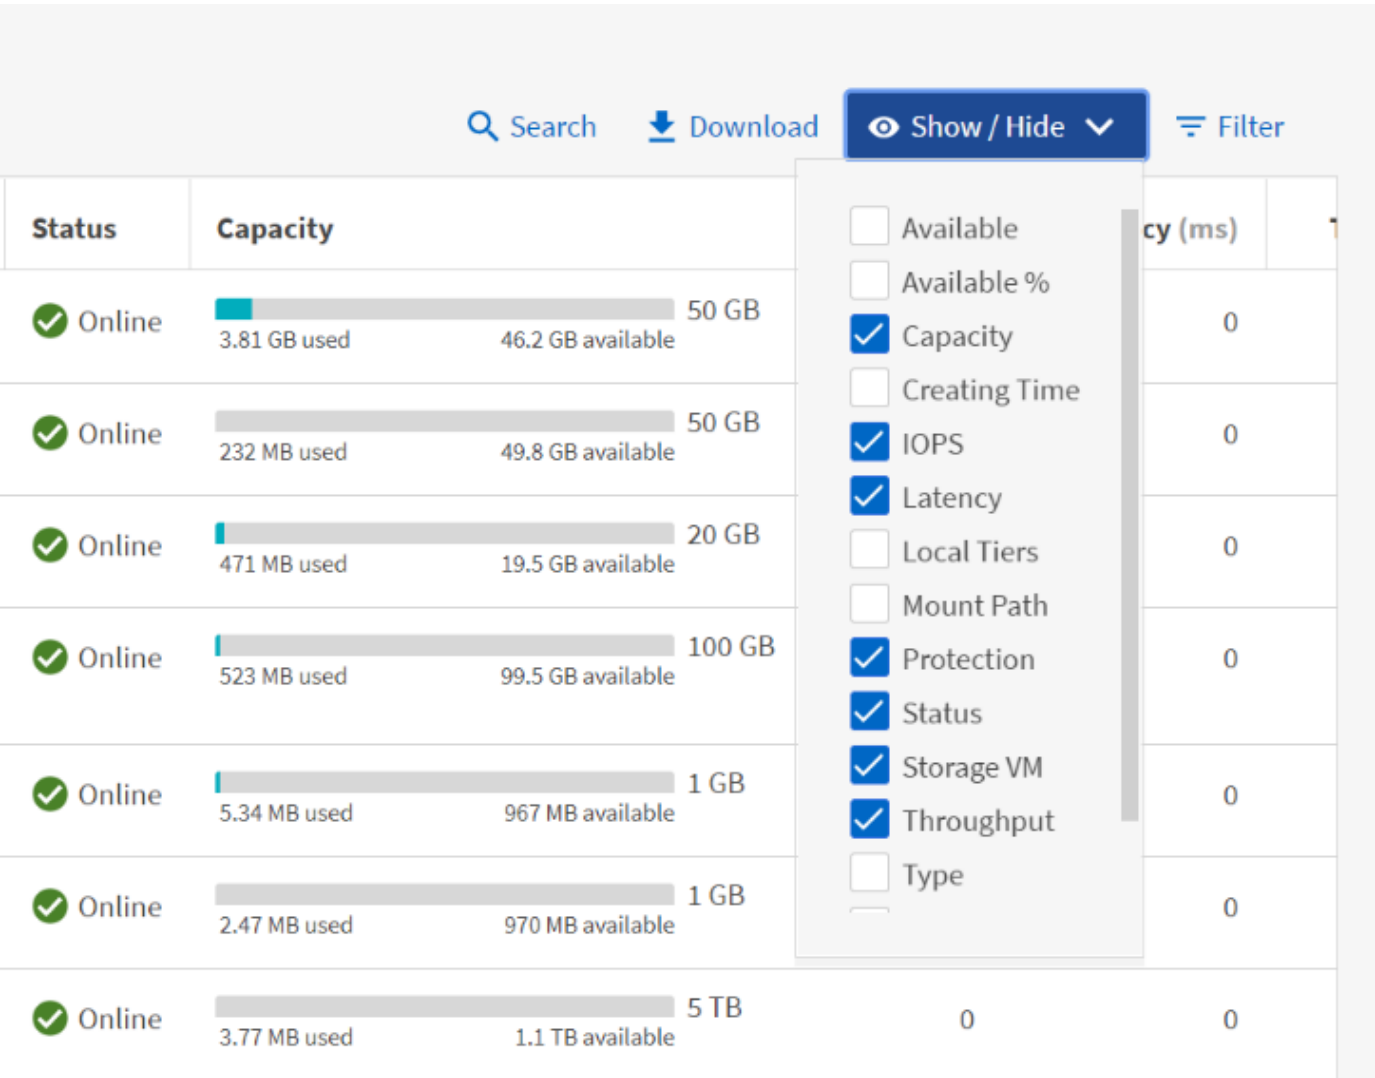 Search Download Show / Hide Filter
Status Capacity cy (ms)
Available
Available %
Capacity
Creating Time
IOPS
Latency
Local Tiers
Mount Path
Protection
Status
Storage VM
Throughput
Type
Online 50 GB 0
3.81 GB used 46.2 GB available
Online 50 GB 0
232 MB used 49.8 GB available
Online 20 GB 0
471 MB used 19.5 GB available
Online 100 GB 0
523 MB used 99.5 GB available
Online 1 GB 0
5.34 MB used 967 MB available
Online 1 GB 0
2.47 MB used 970 MB available
Online 5 TB 0 0
3.77 MB used 1.1 TB available